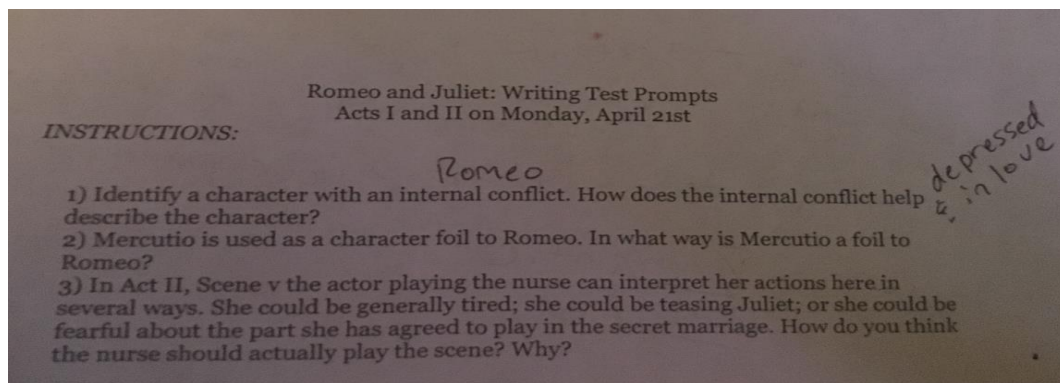 Romeo and Juliet: Writing Test Prompts
Acts I and II on Monday, April 21st
INSTRUCTIONS:
Romeo
depressed
& in love
1) Identify a character with an internal conflict. How does the internal conflict help
describe the character?
2) Mercutio is used as a character foil to Romeo. In what way is Mercutio a foil to
Romeo?
3) In Act II, Scene v the actor playing the nurse can interpret her actions here in
several ways. She could be generally tired; she could be teasing Juliet; or she could be
fearful about the part she has agreed to play in the secret marriage. How do you think
the nurse should actually play the scene? Why?